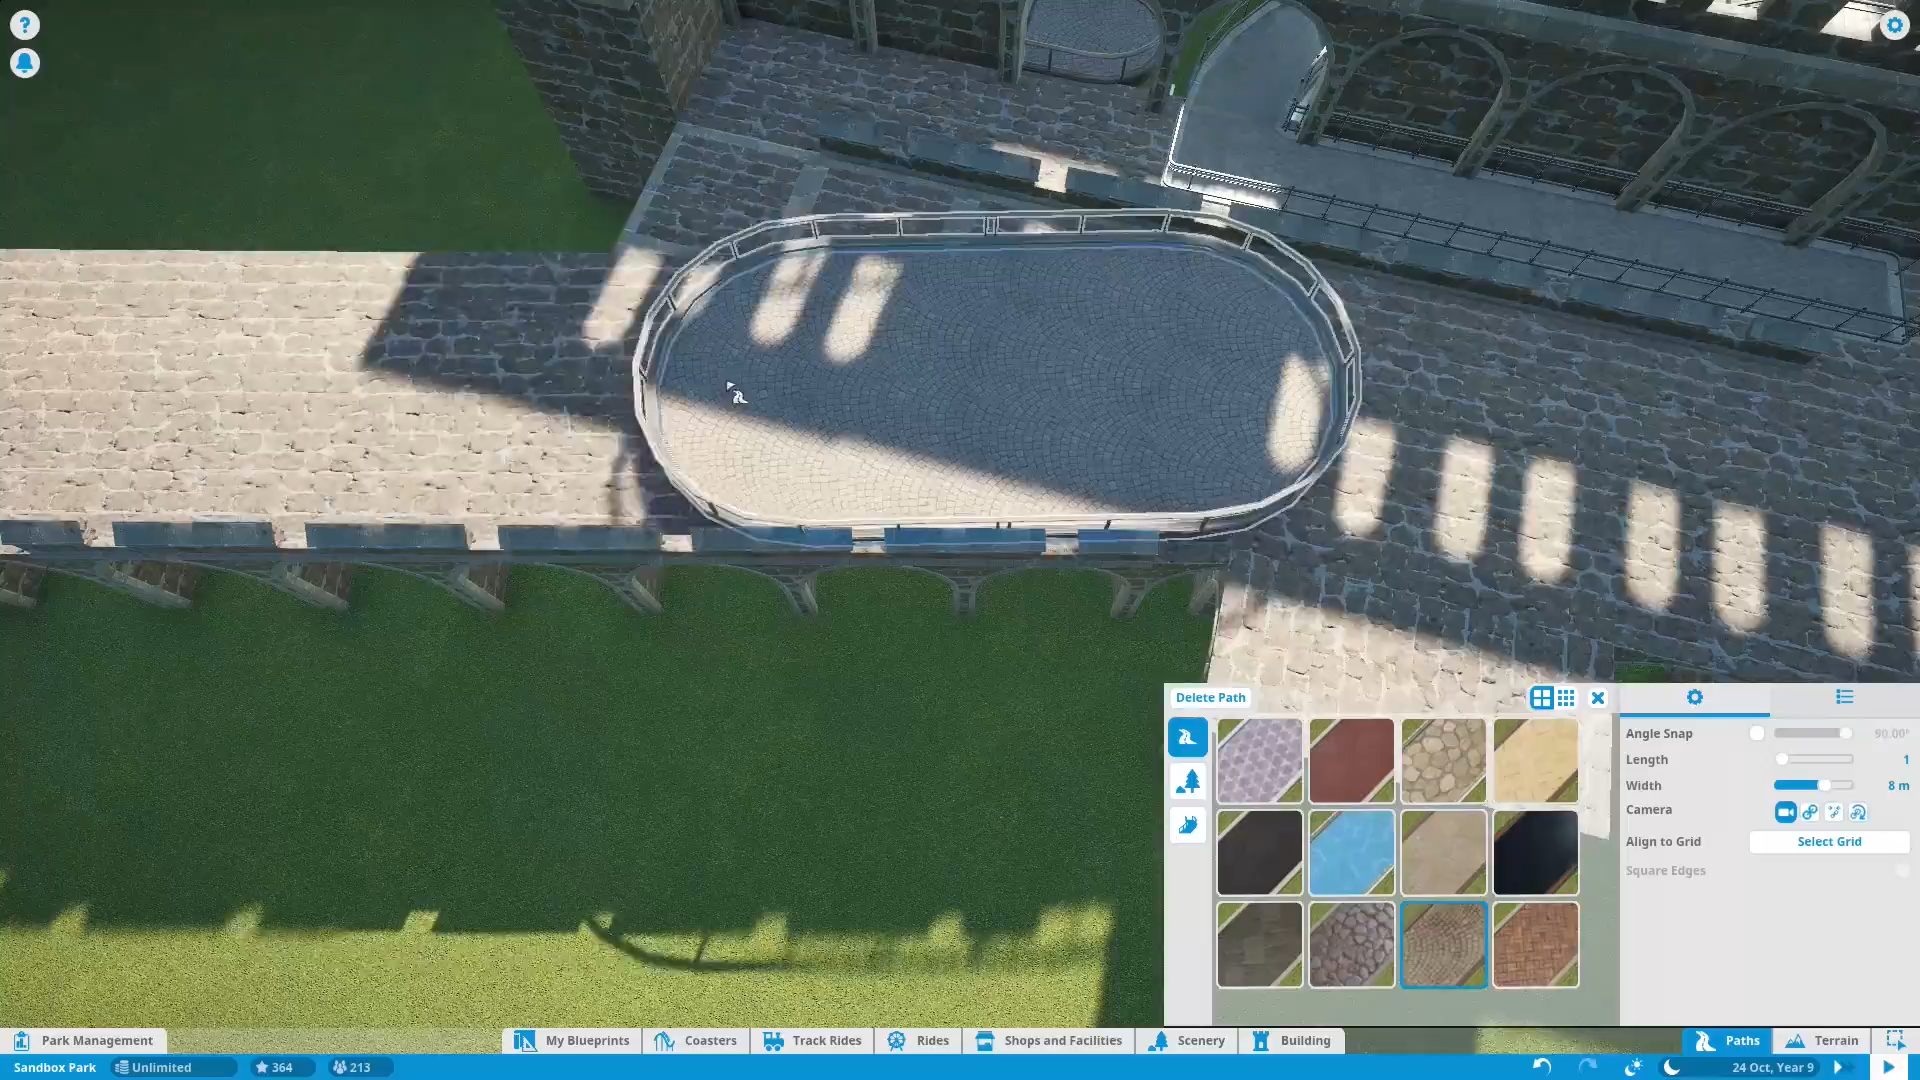 ?
Delete Path
Angle Snap 90.00°
Length 1
Width 8 m
Camera
Align to Grid Select Grid
Square Edges
Park Management My Blueprints Coasters Track Rides Rides Shops and Facilities Scenery Building Paths Terrain
Sandbox Park Unlimited 364 213 24 Oct, Year 9